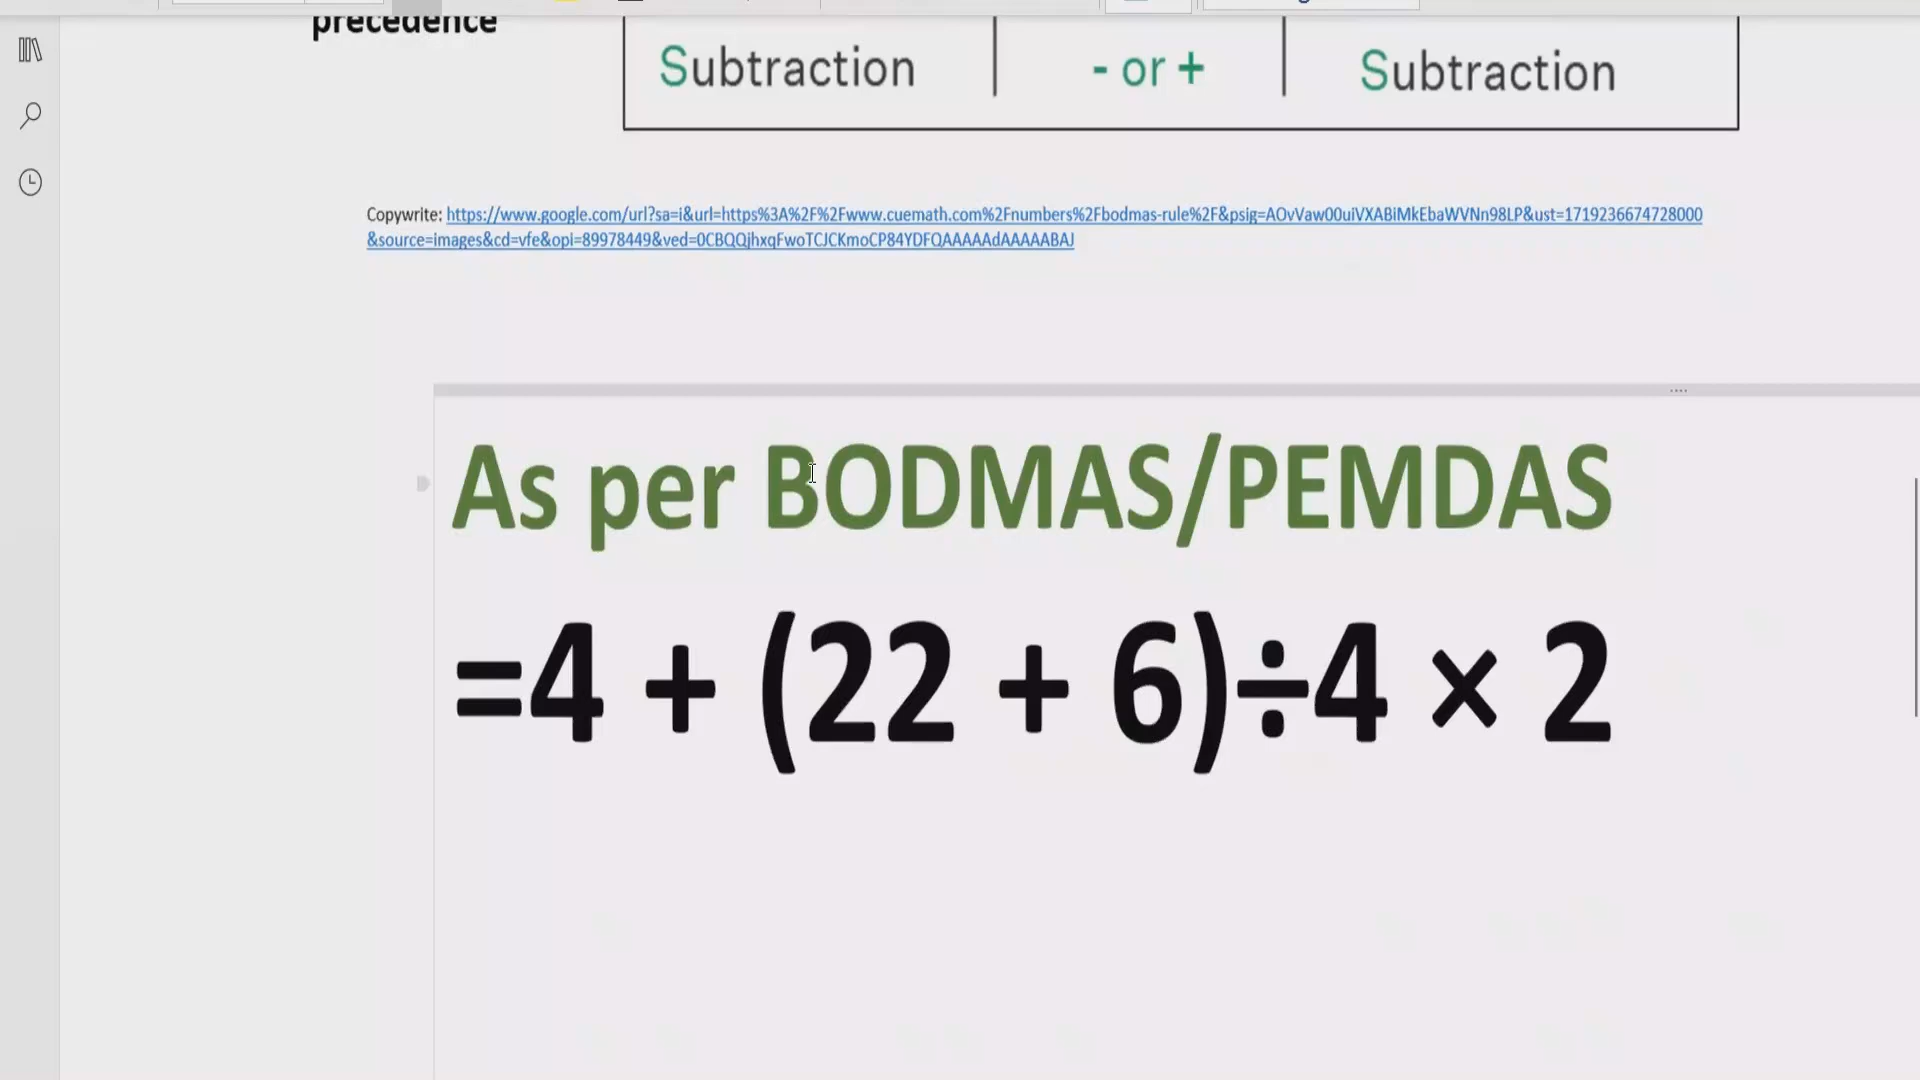 precedence
Subtraction - or + Subtraction
Copywrite: https://www.google.com/url?sa=i&url=https%3A%2F%2Fwww.cuemath.com%2Fnumbers%2Fbodmas-rule%2F&psig=AOvVaw00uiVXABiMkEbaWVNn98LP&ust=1719236674728000
&source=images&cd=vfe&opi=89978449&ved=0CBQQjhxqFwoTCJCKmoCP84YDFQAAAAAdAAAAABAJ
As per BODMAS/PEMDAS
=4 + (22 + 6)÷4 × 2